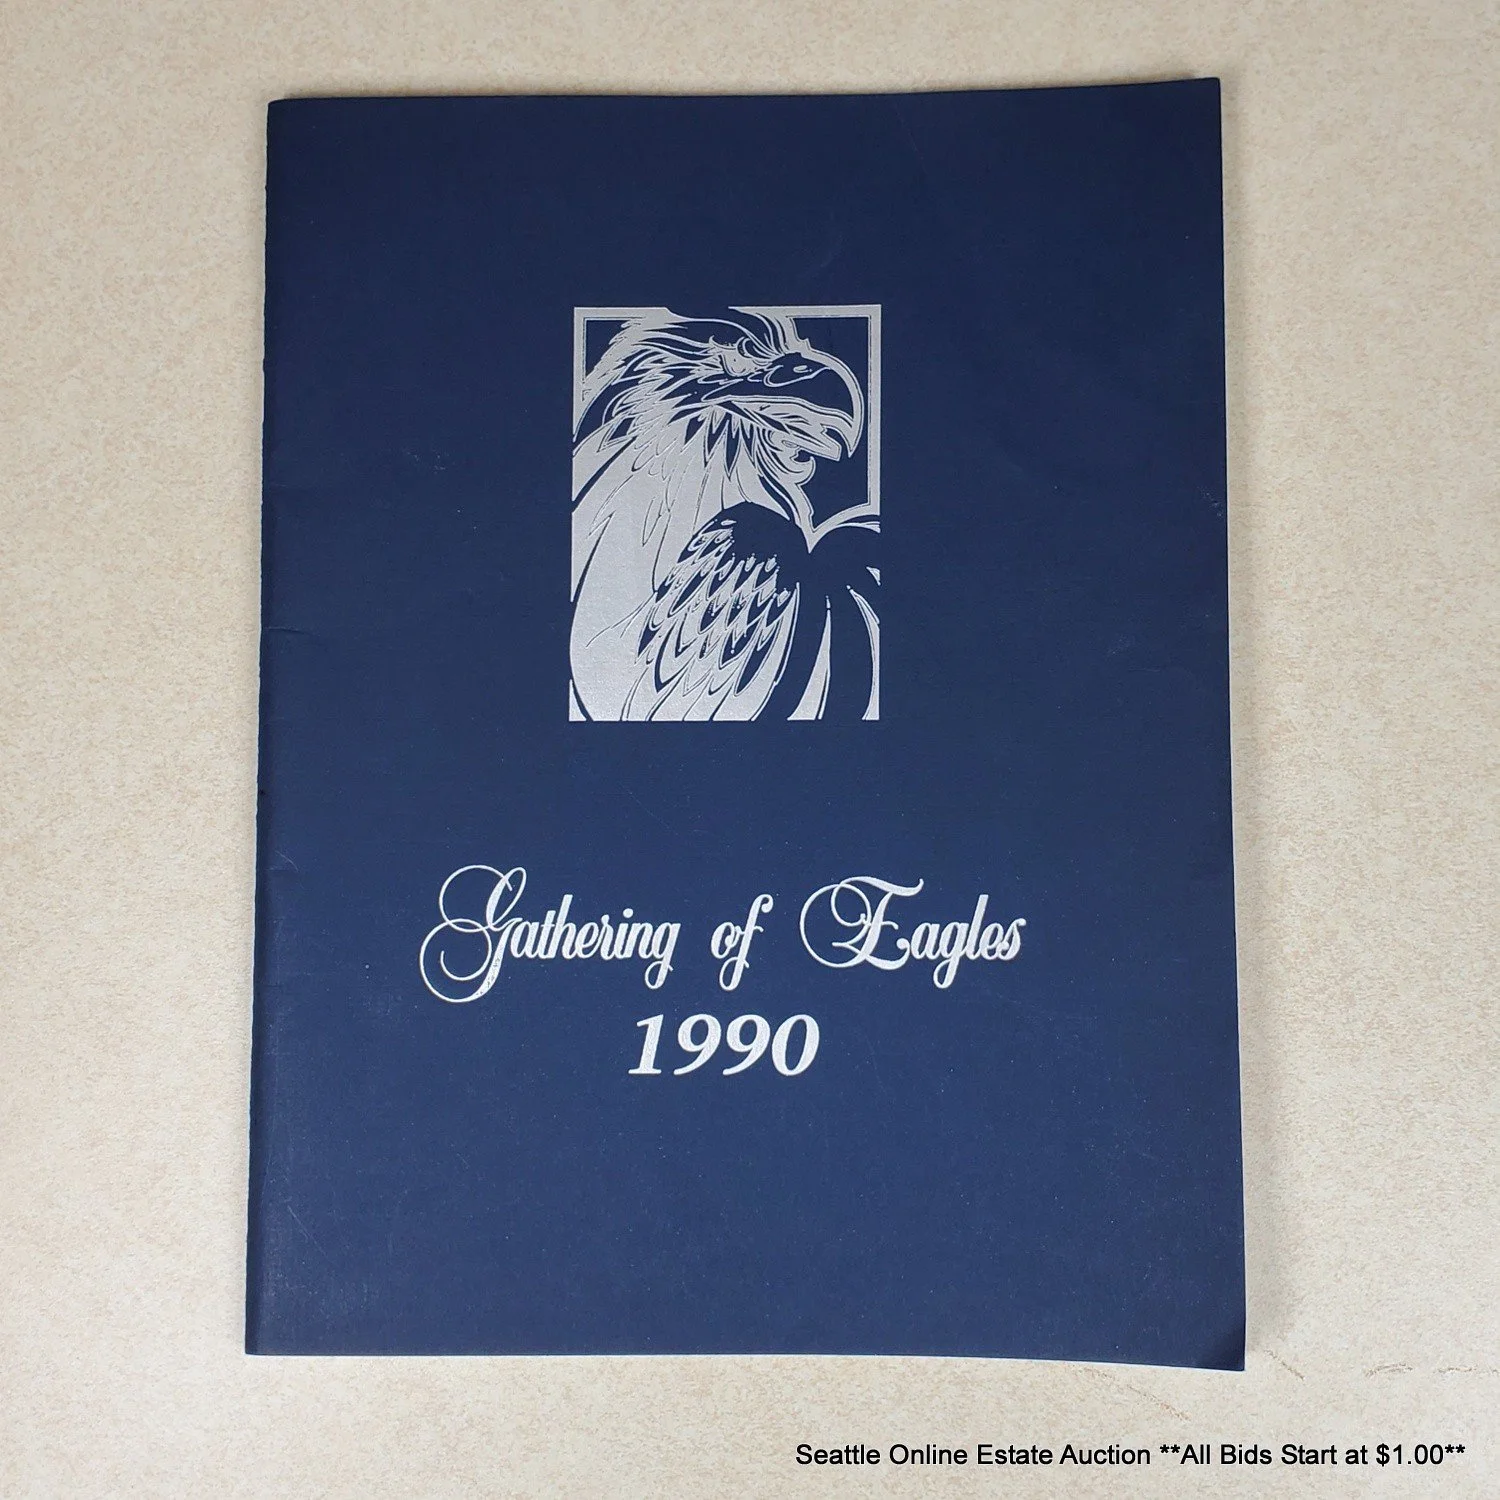 Gathering of Eagles
1990
Seattle Online Estate Auction **All Bids Start at $1.00**